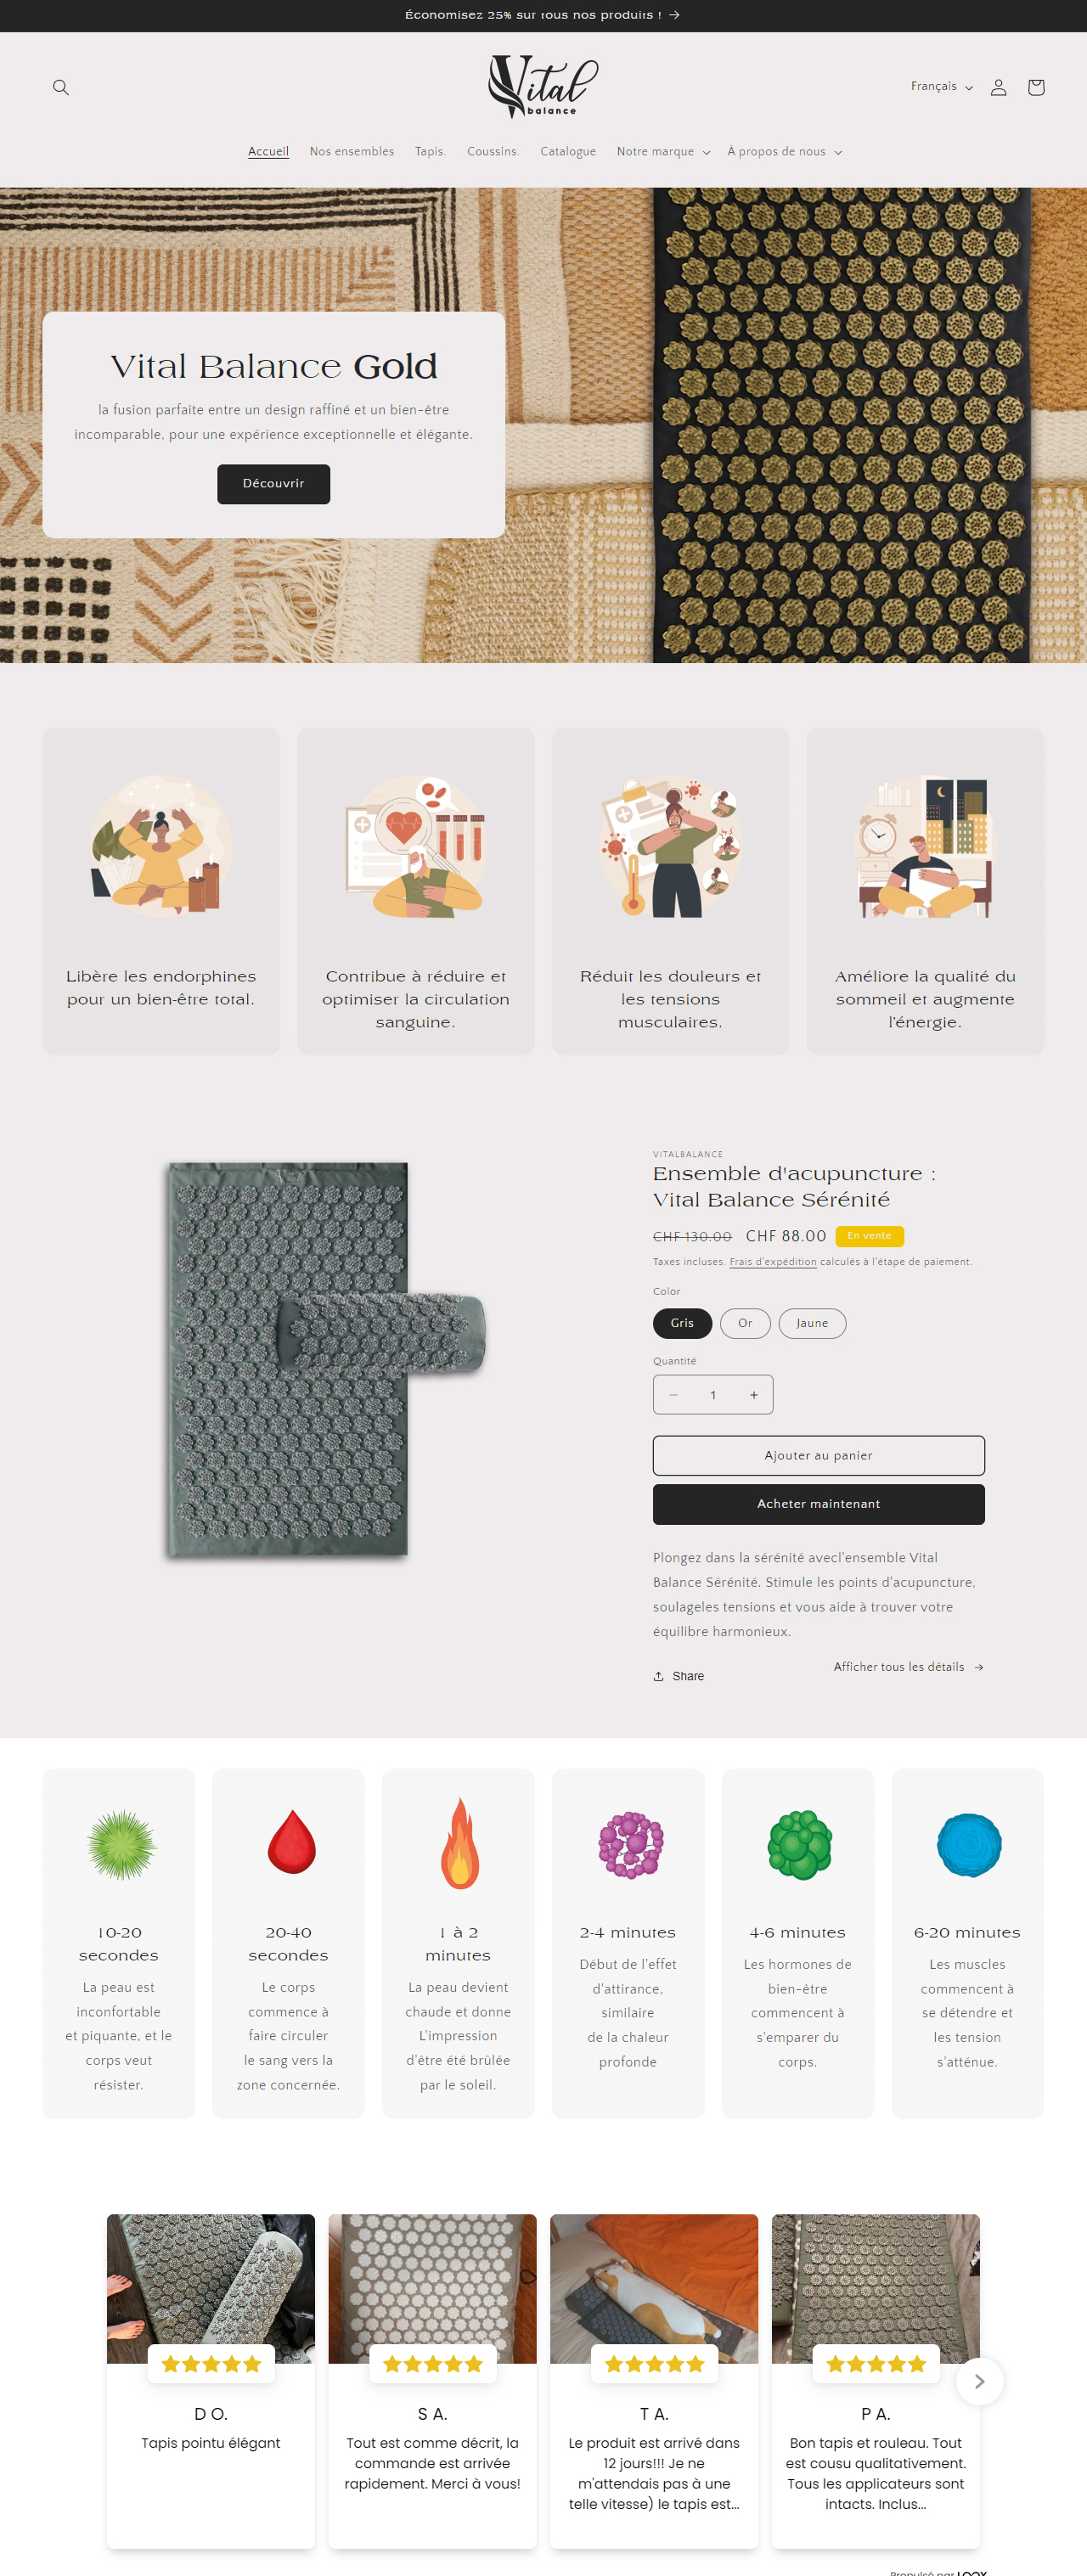 Économisez 25% sur tous nos produits ! →
Vital
balance
Français
Accueil
Nos ensembles
Tapis.
Coussins.
Catalogue
Notre marque
À propos de nous
Vital Balance Gold
la fusion parfaite entre un design raffiné et un bien-être
incomparable, pour une expérience exceptionnelle et élégante.
Découvrir
Libère les endorphines
pour un bien-être total.
Contribue à réduire et
optimiser la circulation
sanguine.
Réduit les douleurs et
les tensions
musculaires.
Améliore la qualité du
sommeil et augmente
l'énergie.
VITALBALANCE
Ensemble d'acupuncture :
Vital Balance Sérénité
CHF 130.00 CHF 88.00 En vente
Taxes incluses. Frais d'expédition calculés à l'étape de paiement.
Color
Gris
Or
Jaune
Quantité
− 1 +
Ajouter au panier
Acheter maintenant
Plongez dans la sérénité avecl'ensemble Vital
Balance Sérénité. Stimule les points d'acupuncture,
soulageles tensions et vous aide à trouver votre
équilibre harmonieux.
Afficher tous les détails →
Share
10-20
secondes
La peau est
inconfortable
et piquante, et le
corps veut
résister.
20-40
secondes
Le corps
commence à
faire circuler
le sang vers la
zone concernée.
1 à 2
minutes
La peau devient
chaude et donne
L'impression
d'être été brûlée
par le soleil.
2-4 minutes
Début de l'effet
d'attirance,
similaire
de la chaleur
profonde
4-6 minutes
Les hormones de
bien-être
commencent à
s'emparer du
corps.
6-20 minutes
Les muscles
commencent à
se détendre et
les tension
s'atténue.
D O.
Tapis pointu élégant
S A.
Tout est comme décrit, la
commande est arrivée
rapidement. Merci à vous!
T A.
Le produit est arrivé dans
12 jours!!! Je ne
m'attendais pas à une
telle vitesse) le tapis est...
P A.
Bon tapis et rouleau. Tout
est cousu qualitativement.
Tous les applicateurs sont
intacts. Inclus...
Propulsé par LOOX